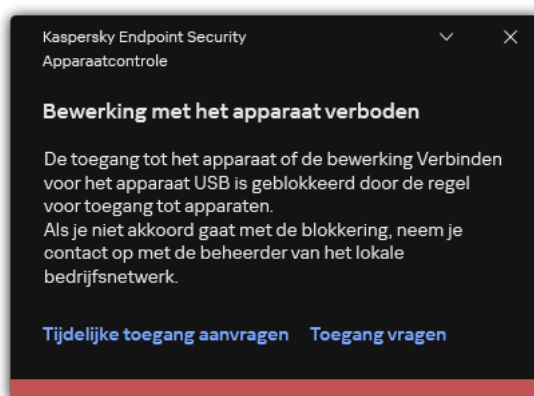 Kaspersky Endpoint Security
Apparaatcontrole
Bewerking met het apparaat verboden
De toegang tot het apparaat of de bewerking Verbinden
voor het apparaat USB is geblokkeerd door de regel
voor toegang tot apparaten.
Als je niet akkoord gaat met de blokkering, neem je
contact op met de beheerder van het lokale
bedrijfsnetwerk.
Tijdelijke toegang aanvragen Toegang vragen